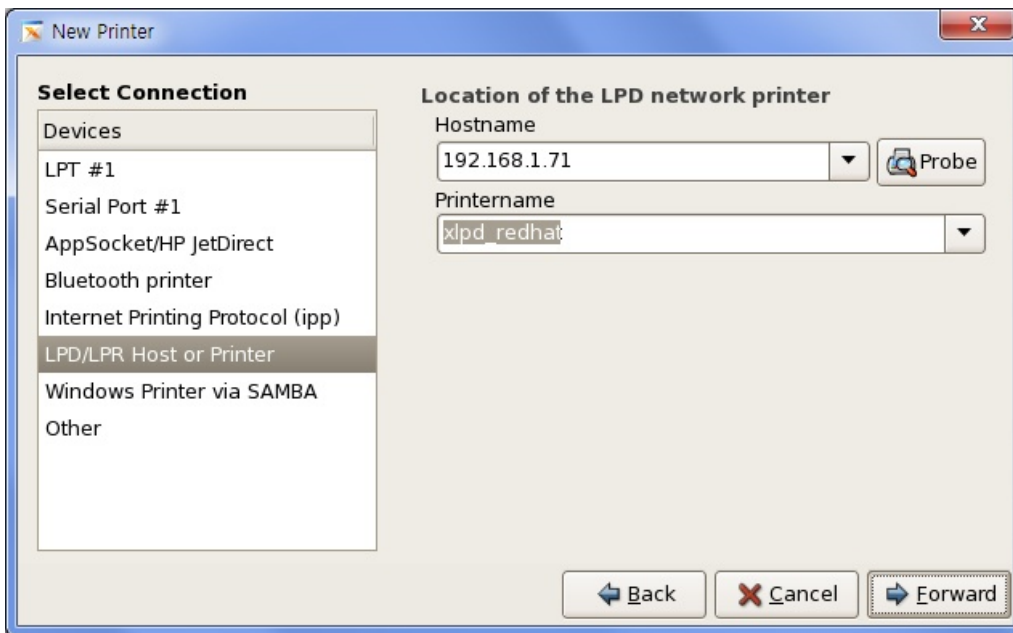 New Printer
Select Connection
Devices
LPT #1
Serial Port #1
AppSocket/HP JetDirect
Bluetooth printer
Internet Printing Protocol (ipp)
LPD/LPR Host or Printer
Windows Printer via SAMBA
Other
Location of the LPD network printer
Hostname
192.168.1.71
Probe
Printername
xlpd_redhat
Back
Cancel
Forward